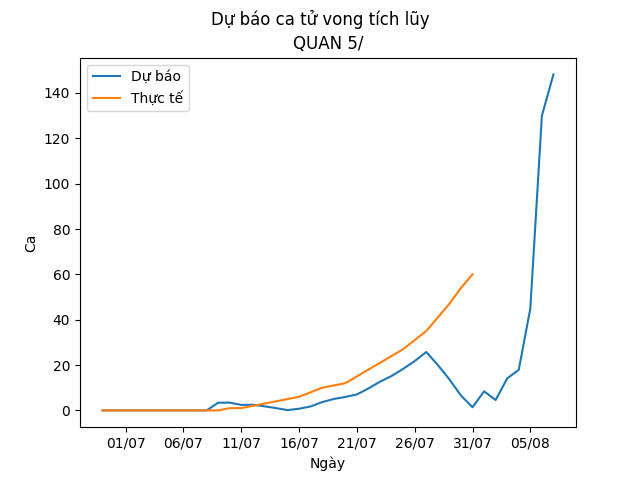 Dự báo ca tử vong tích lũy
QUAN 5/
Dự báo
Thực tế
Ca
140
120
100
80
60
40
20
0
01/07 06/07 11/07 16/07 21/07 26/07 31/07 05/08
Ngày